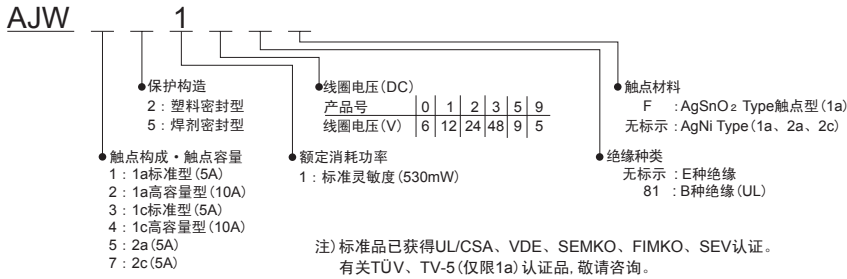 AJW 1
保护构造
2：塑料密封型
5：焊剂密封型
线圈电压(DC)
产品号 0 1 2 3 5 9
线圈电压(V) 6 12 24 48 9 5
触点材料
F ：AgSnO₂ Type触点型(1a)
无标示：AgNi Type(1a、2a、2c)
触点构成・触点容量
1：1a标准型(5A)
2：1a高容量型(10A)
3：1c标准型(5A)
4：1c高容量型(10A)
5：2a(5A)
7：2c(5A)
额定消耗功率
1：标准灵敏度(530mW)
绝缘种类
无标示：E种绝缘
81 ：B种绝缘(UL)
注)标准品已获得UL/CSA、VDE、SEMKO、FIMKO、SEV认证。
有关TÜV、TV-5(仅限1a)认证品,敬请咨询。